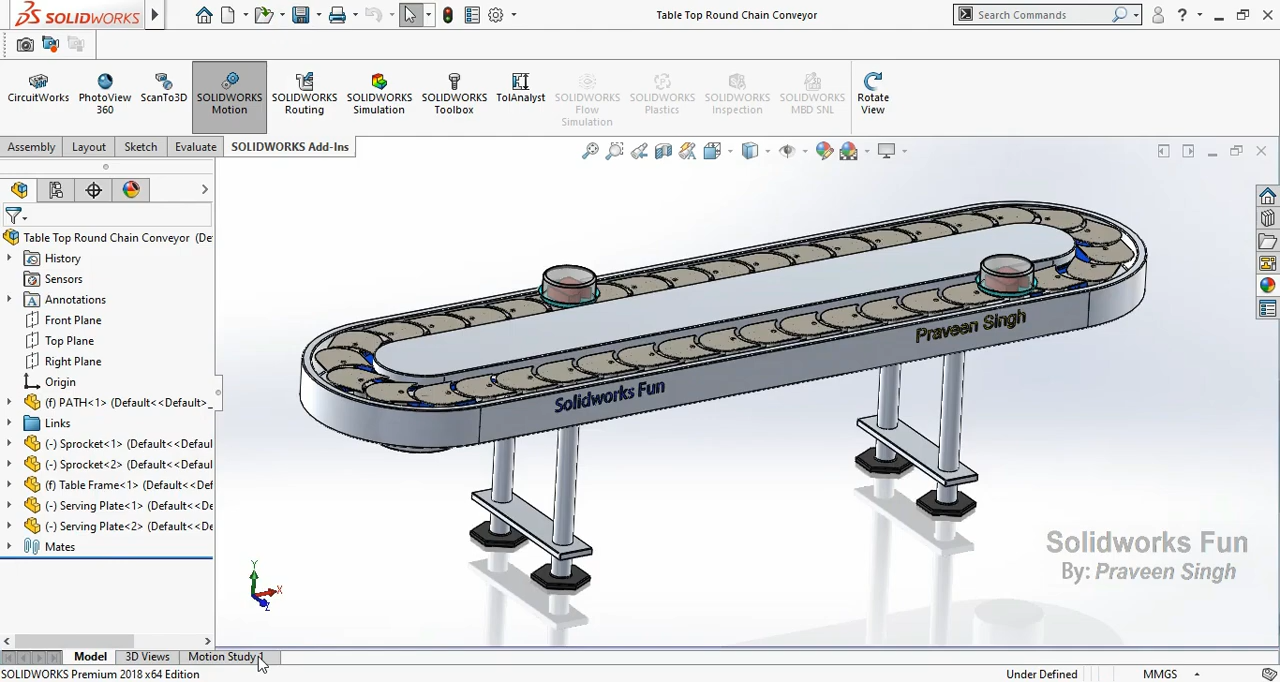 SOLIDWORKS
Table Top Round Chain Conveyor
Search Commands
?
CircuitWorks
PhotoView 360
ScanTo3D
SOLIDWORKS Motion
SOLIDWORKS Routing
SOLIDWORKS Simulation
SOLIDWORKS Toolbox
TolAnalyst
SOLIDWORKS Flow Simulation
SOLIDWORKS Plastics
SOLIDWORKS Inspection
SOLIDWORKS MBD SNL
Rotate View
Assembly
Layout
Sketch
Evaluate
SOLIDWORKS Add-Ins
Table Top Round Chain Conveyor (De
History
Sensors
Annotations
Front Plane
Top Plane
Right Plane
Origin
(f) PATH<1> (Default<<Default>_
Links
(-) Sprocket<1> (Default<<Defaul
(-) Sprocket<2> (Default<<Defaul
(f) Table Frame<1> (Default<<Def
(-) Serving Plate<1> (Default<<De
(-) Serving Plate<2> (Default<<De
Mates
Praveen Singh
Solidworks Fun
Solidworks Fun
By: Praveen Singh
Y
X
Z
Model
3D Views
Motion Study 1
SOLIDWORKS Premium 2018 x64 Edition
Under Defined
MMGS